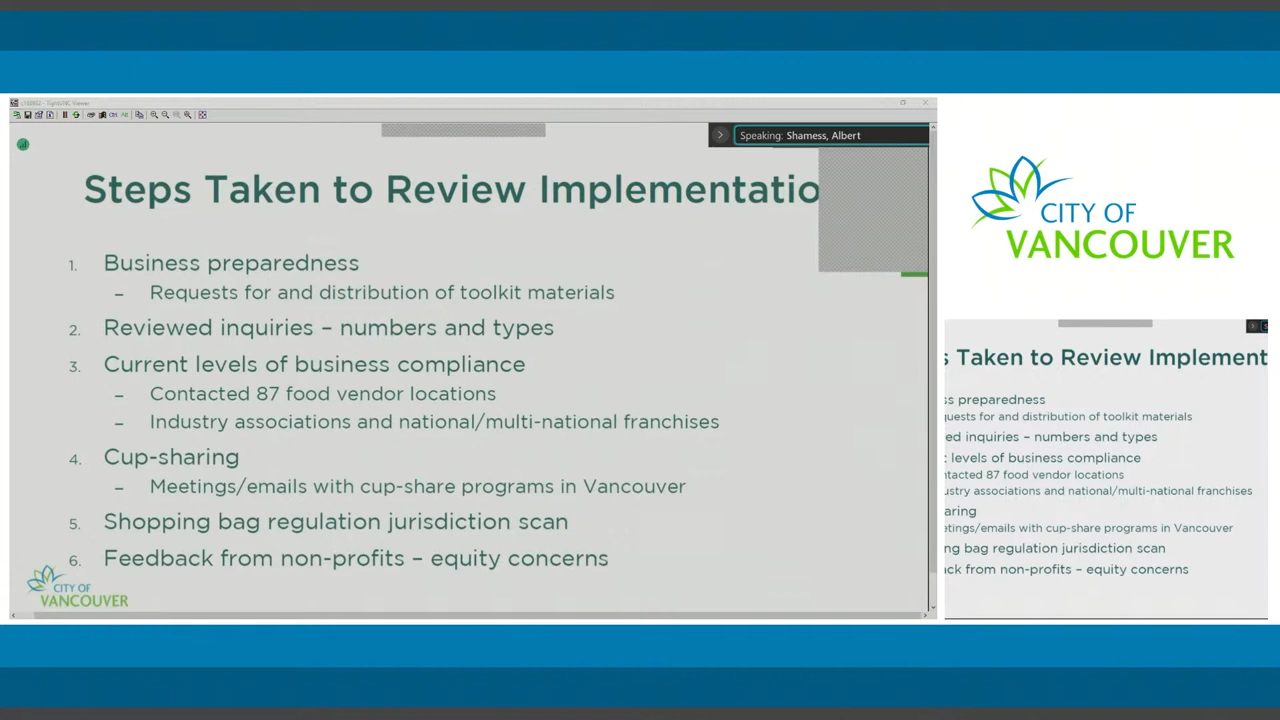 Speaking: Shamess, Albert
Steps Taken to Review Implementatio
1. Business preparedness
– Requests for and distribution of toolkit materials
2. Reviewed inquiries – numbers and types
3. Current levels of business compliance
– Contacted 87 food vendor locations
– Industry associations and national/multi-national franchises
4. Cup-sharing
– Meetings/emails with cup-share programs in Vancouver
5. Shopping bag regulation jurisdiction scan
6. Feedback from non-profits – equity concerns
CITY OF
VANCOUVER
CITY OF
VANCOUVER
s Taken to Review Implement
ss preparedness
quests for and distribution of toolkit materials
ed inquiries – numbers and types
t levels of business compliance
ntacted 87 food vendor locations
ustry associations and national/multi-national franchises
aring
etings/emails with cup-share programs in Vancouver
ng bag regulation jurisdiction scan
ck from non-profits – equity concerns